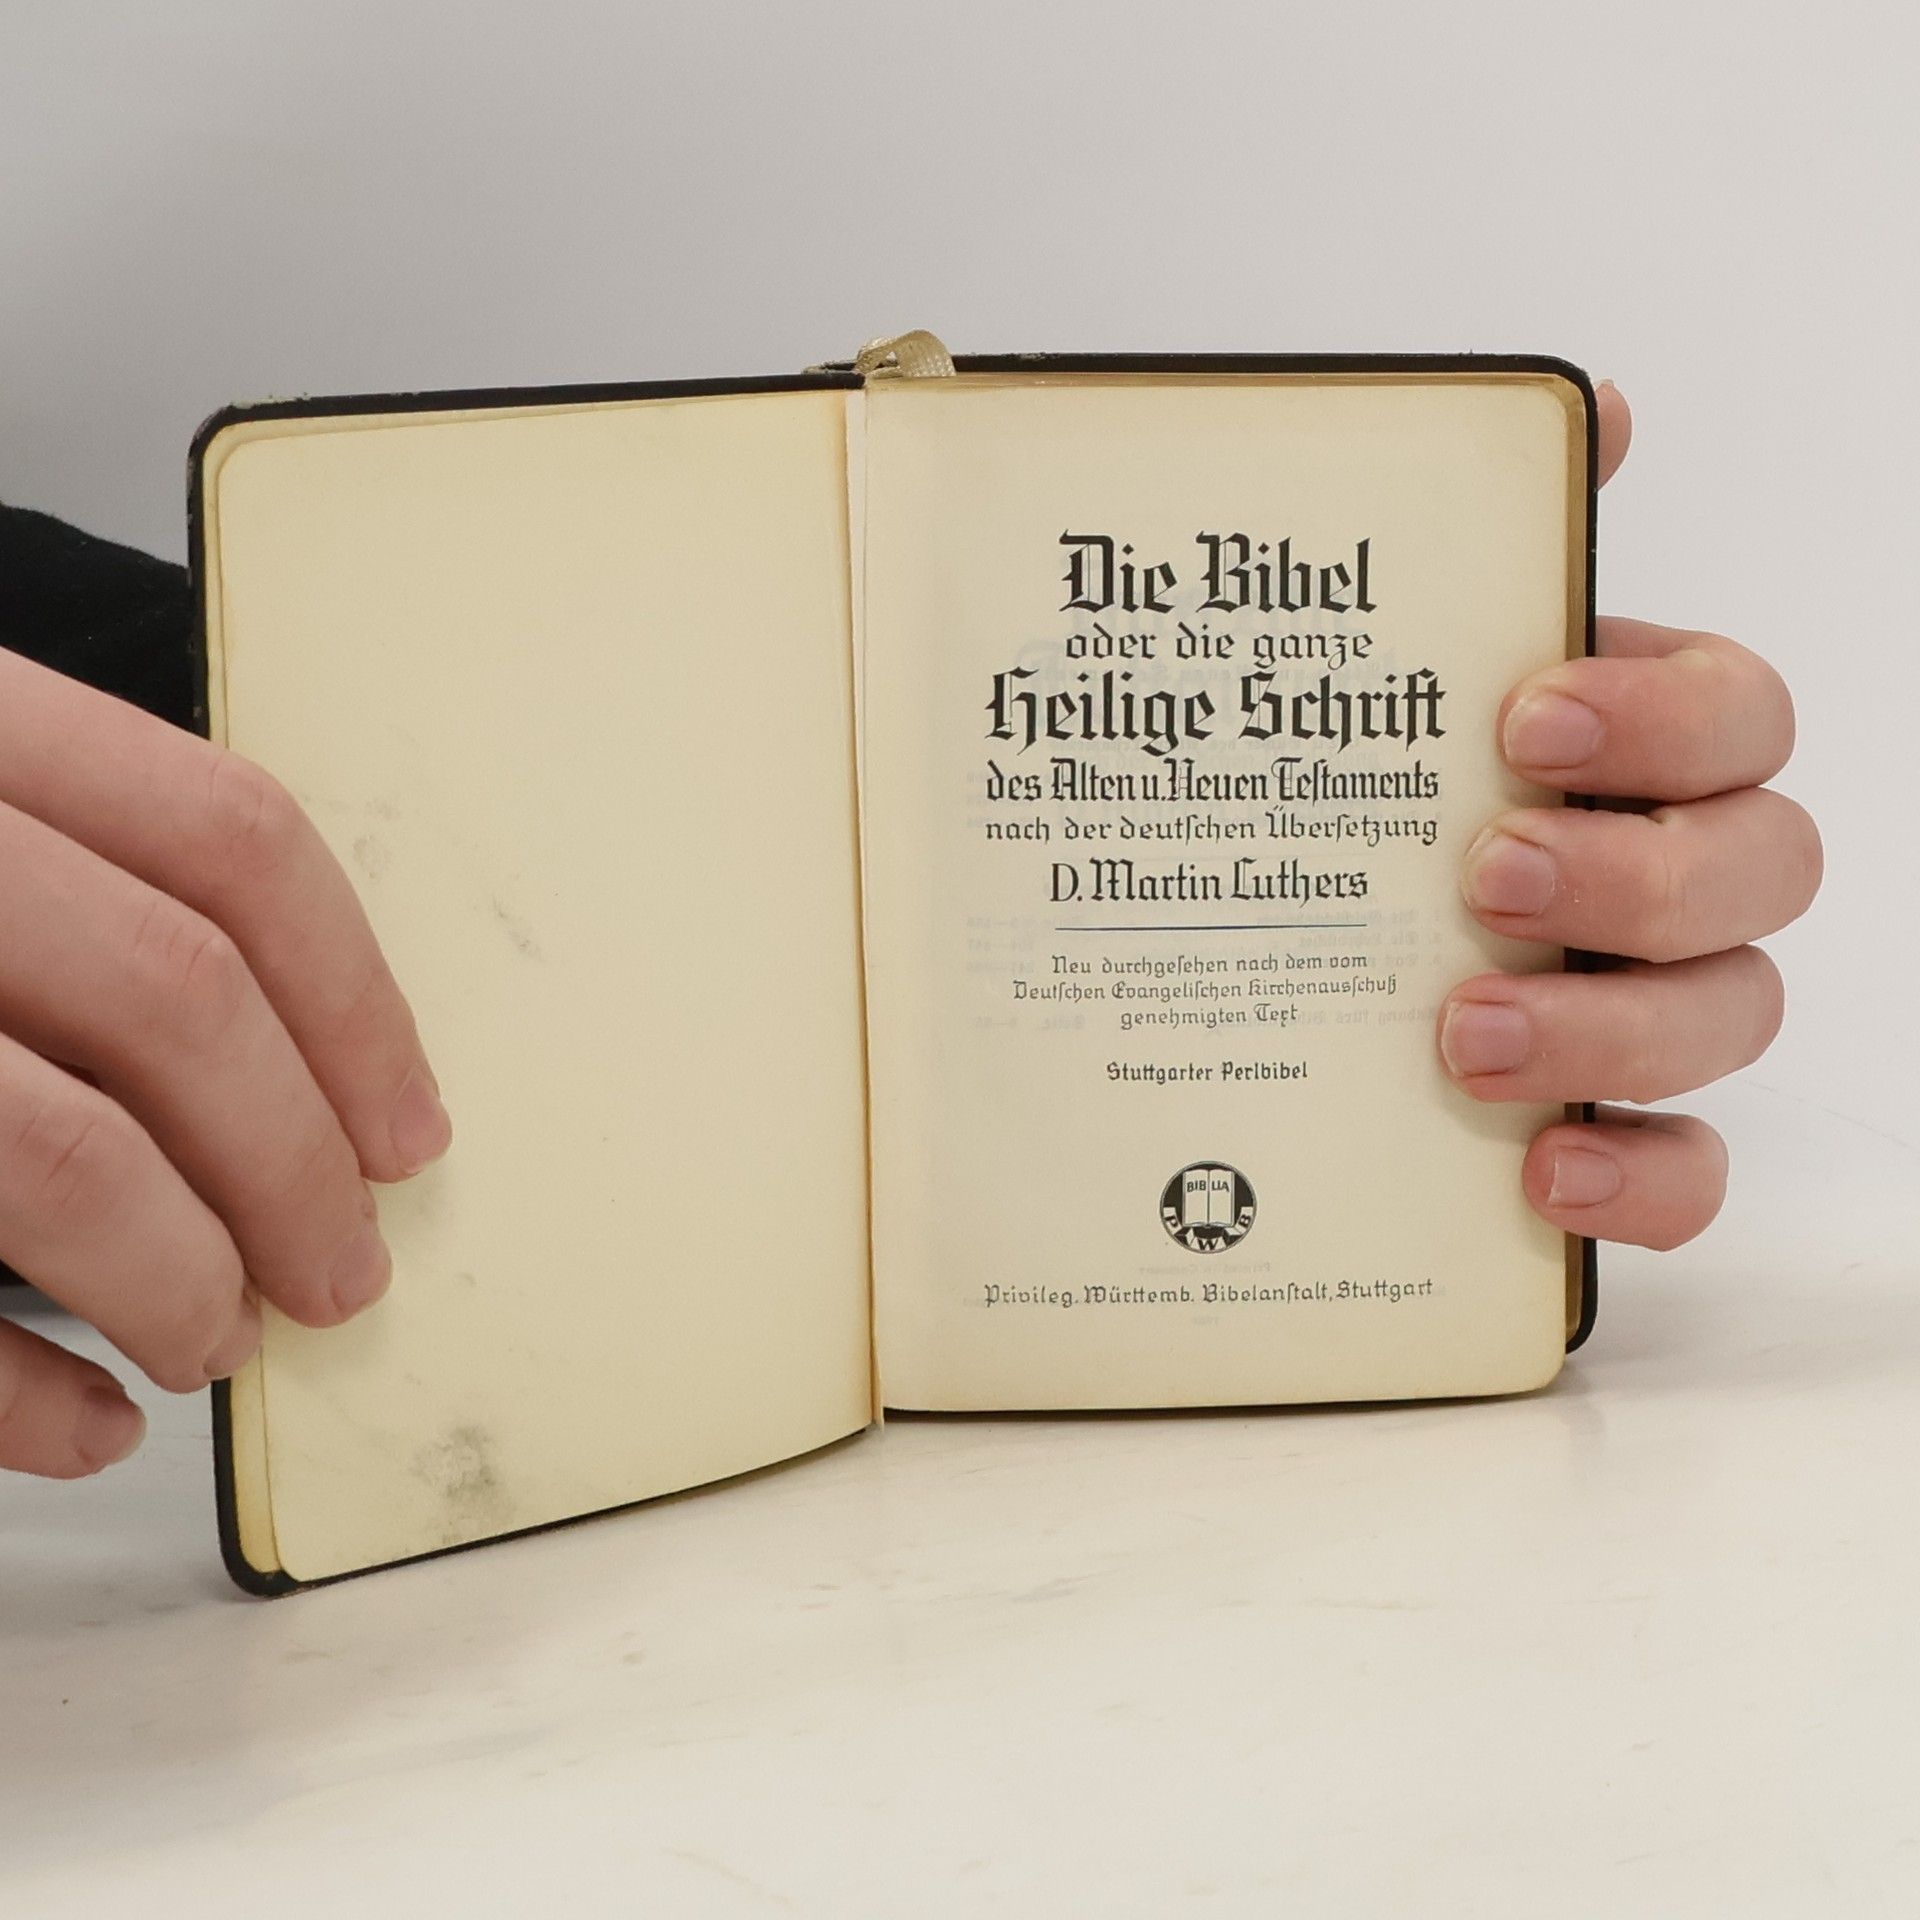 Die Bibel
oder die ganze
Heilige Schrift
des Alten u. Neuen Teſtaments
nach der deutſchen Überſetzung
D. Martin Luthers
Neu durchgeſehen nach dem vom
Deutſchen Evangeliſchen Kirchenausſchuß
genehmigten Text
Stuttgarter Perlbibel
BIBLIA
P W B
Privileg. Württemb. Bibelanſtalt, Stuttgart